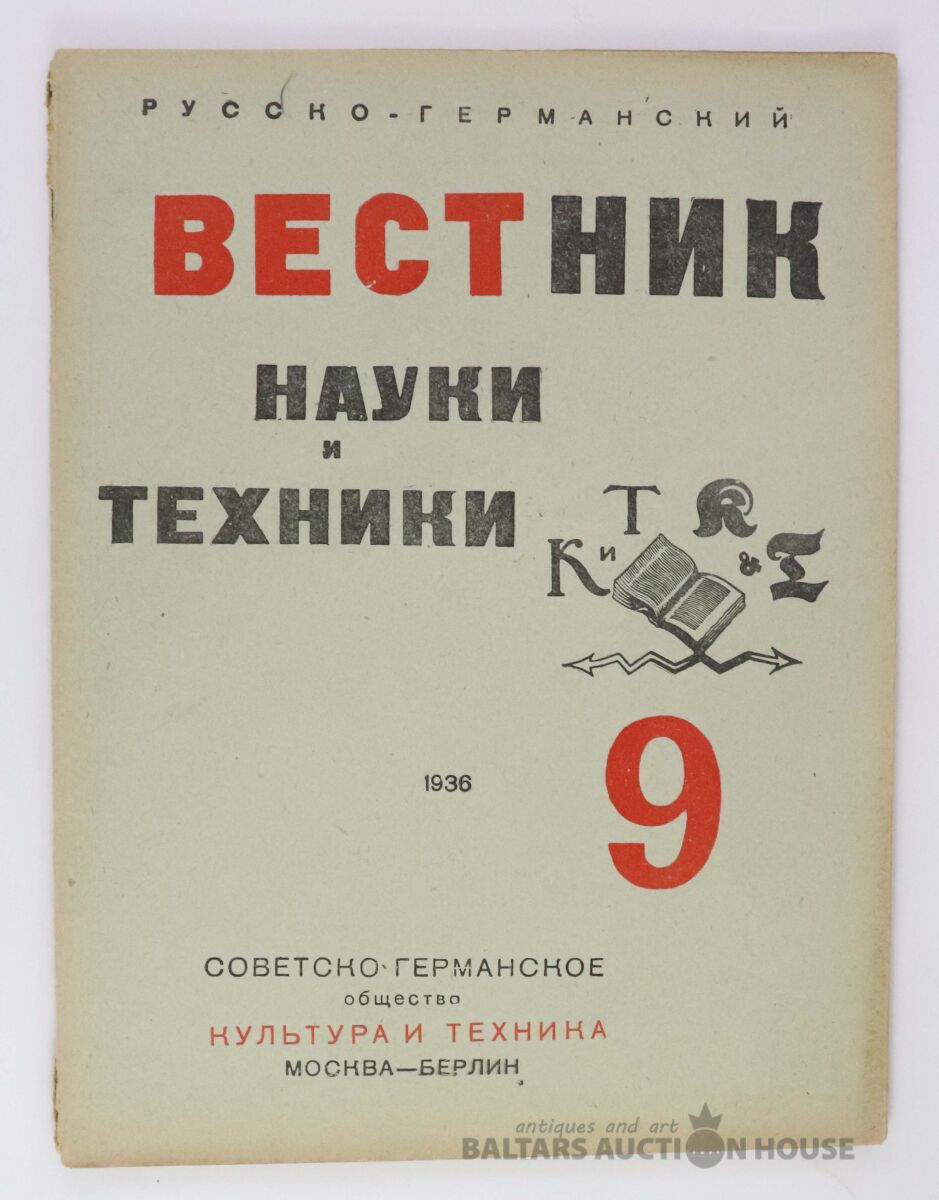 РУССКО-ГЕРМАНСКИЙ
ВЕСТНИК
НАУКИ
и
ТЕХНИКИ
К и Т K & T
1936
9
СОВЕТСКО-ГЕРМАНСКОЕ
общество
КУЛЬТУРА И ТЕХНИКА
МОСКВА—БЕРЛИН
antiques and art
BALTARS AUCTION HOUSE